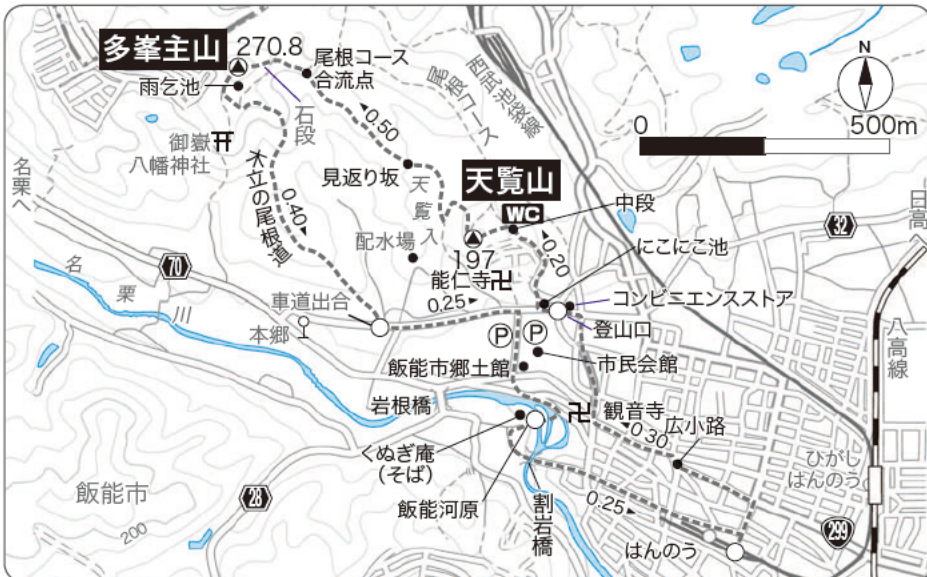 多峯主山 270.8
雨乞池
石段
尾根コース
合流点
尾根コース
西武池袋線
N
0 500m
御嶽
八幡神社
0.50
見返り坂
天覧入
天覧山
WC
中段
197
0.20
名栗へ
木立の尾根道
0.40
配水場
能仁寺
にこにこ池
コンビニエンスストア
登山口
32
日高
70
名栗川
車道出合
本郷
0.25
P
P
市民会館
飯能市郷土館
八高線
岩根橋
観音寺
広小路
0.30
くぬぎ庵
(そば)
飯能河原
割岩橋
0.25
ひがし
はんのう
はんのう
299
飯能市
28
200